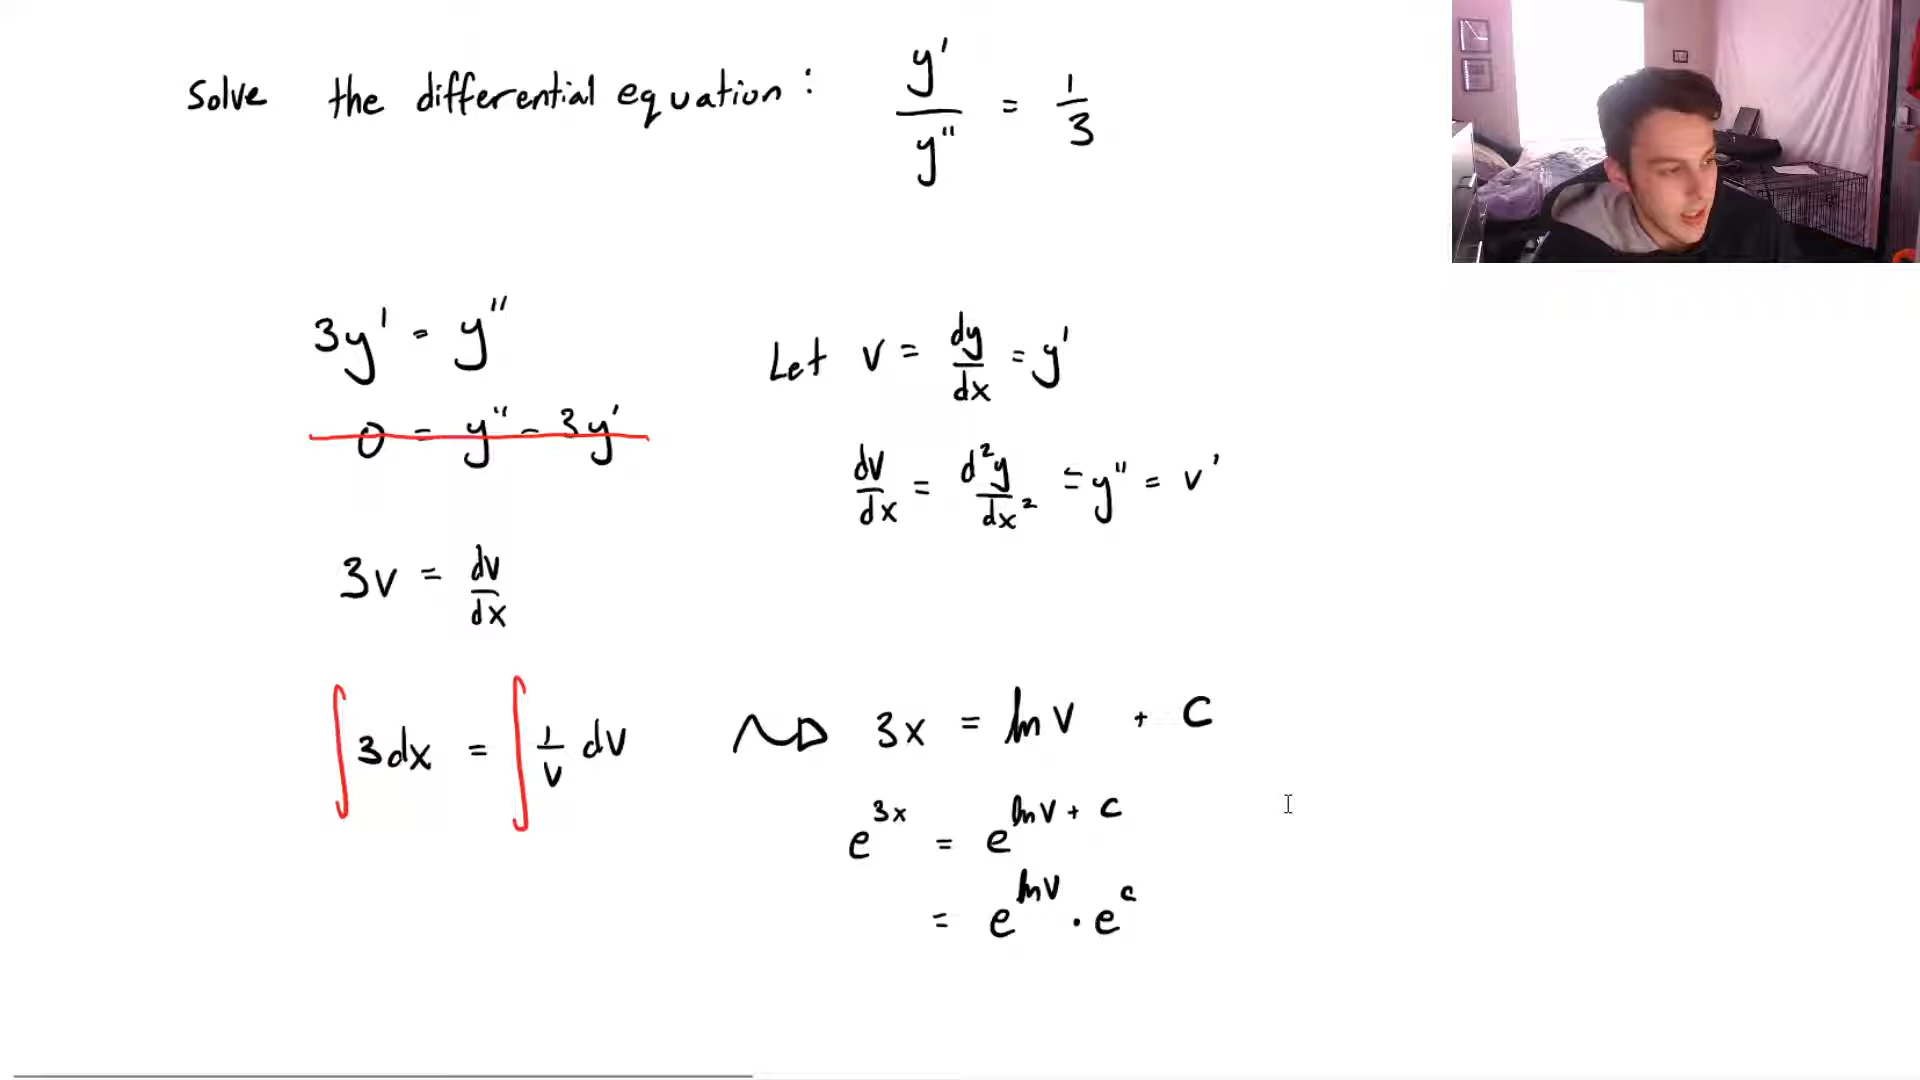 Solve the differential equation: y'/y" = 1/3
3y' = y"
0 = y" - 3y'
Let v = dy/dx = y'
dv/dx = d²y/dx² = y" = v'
3v = dv/dx
∫3dx = ∫1/v dv
3x = ln v + c
e^3x = e^(ln v + c)
= e^(ln v) · e^c